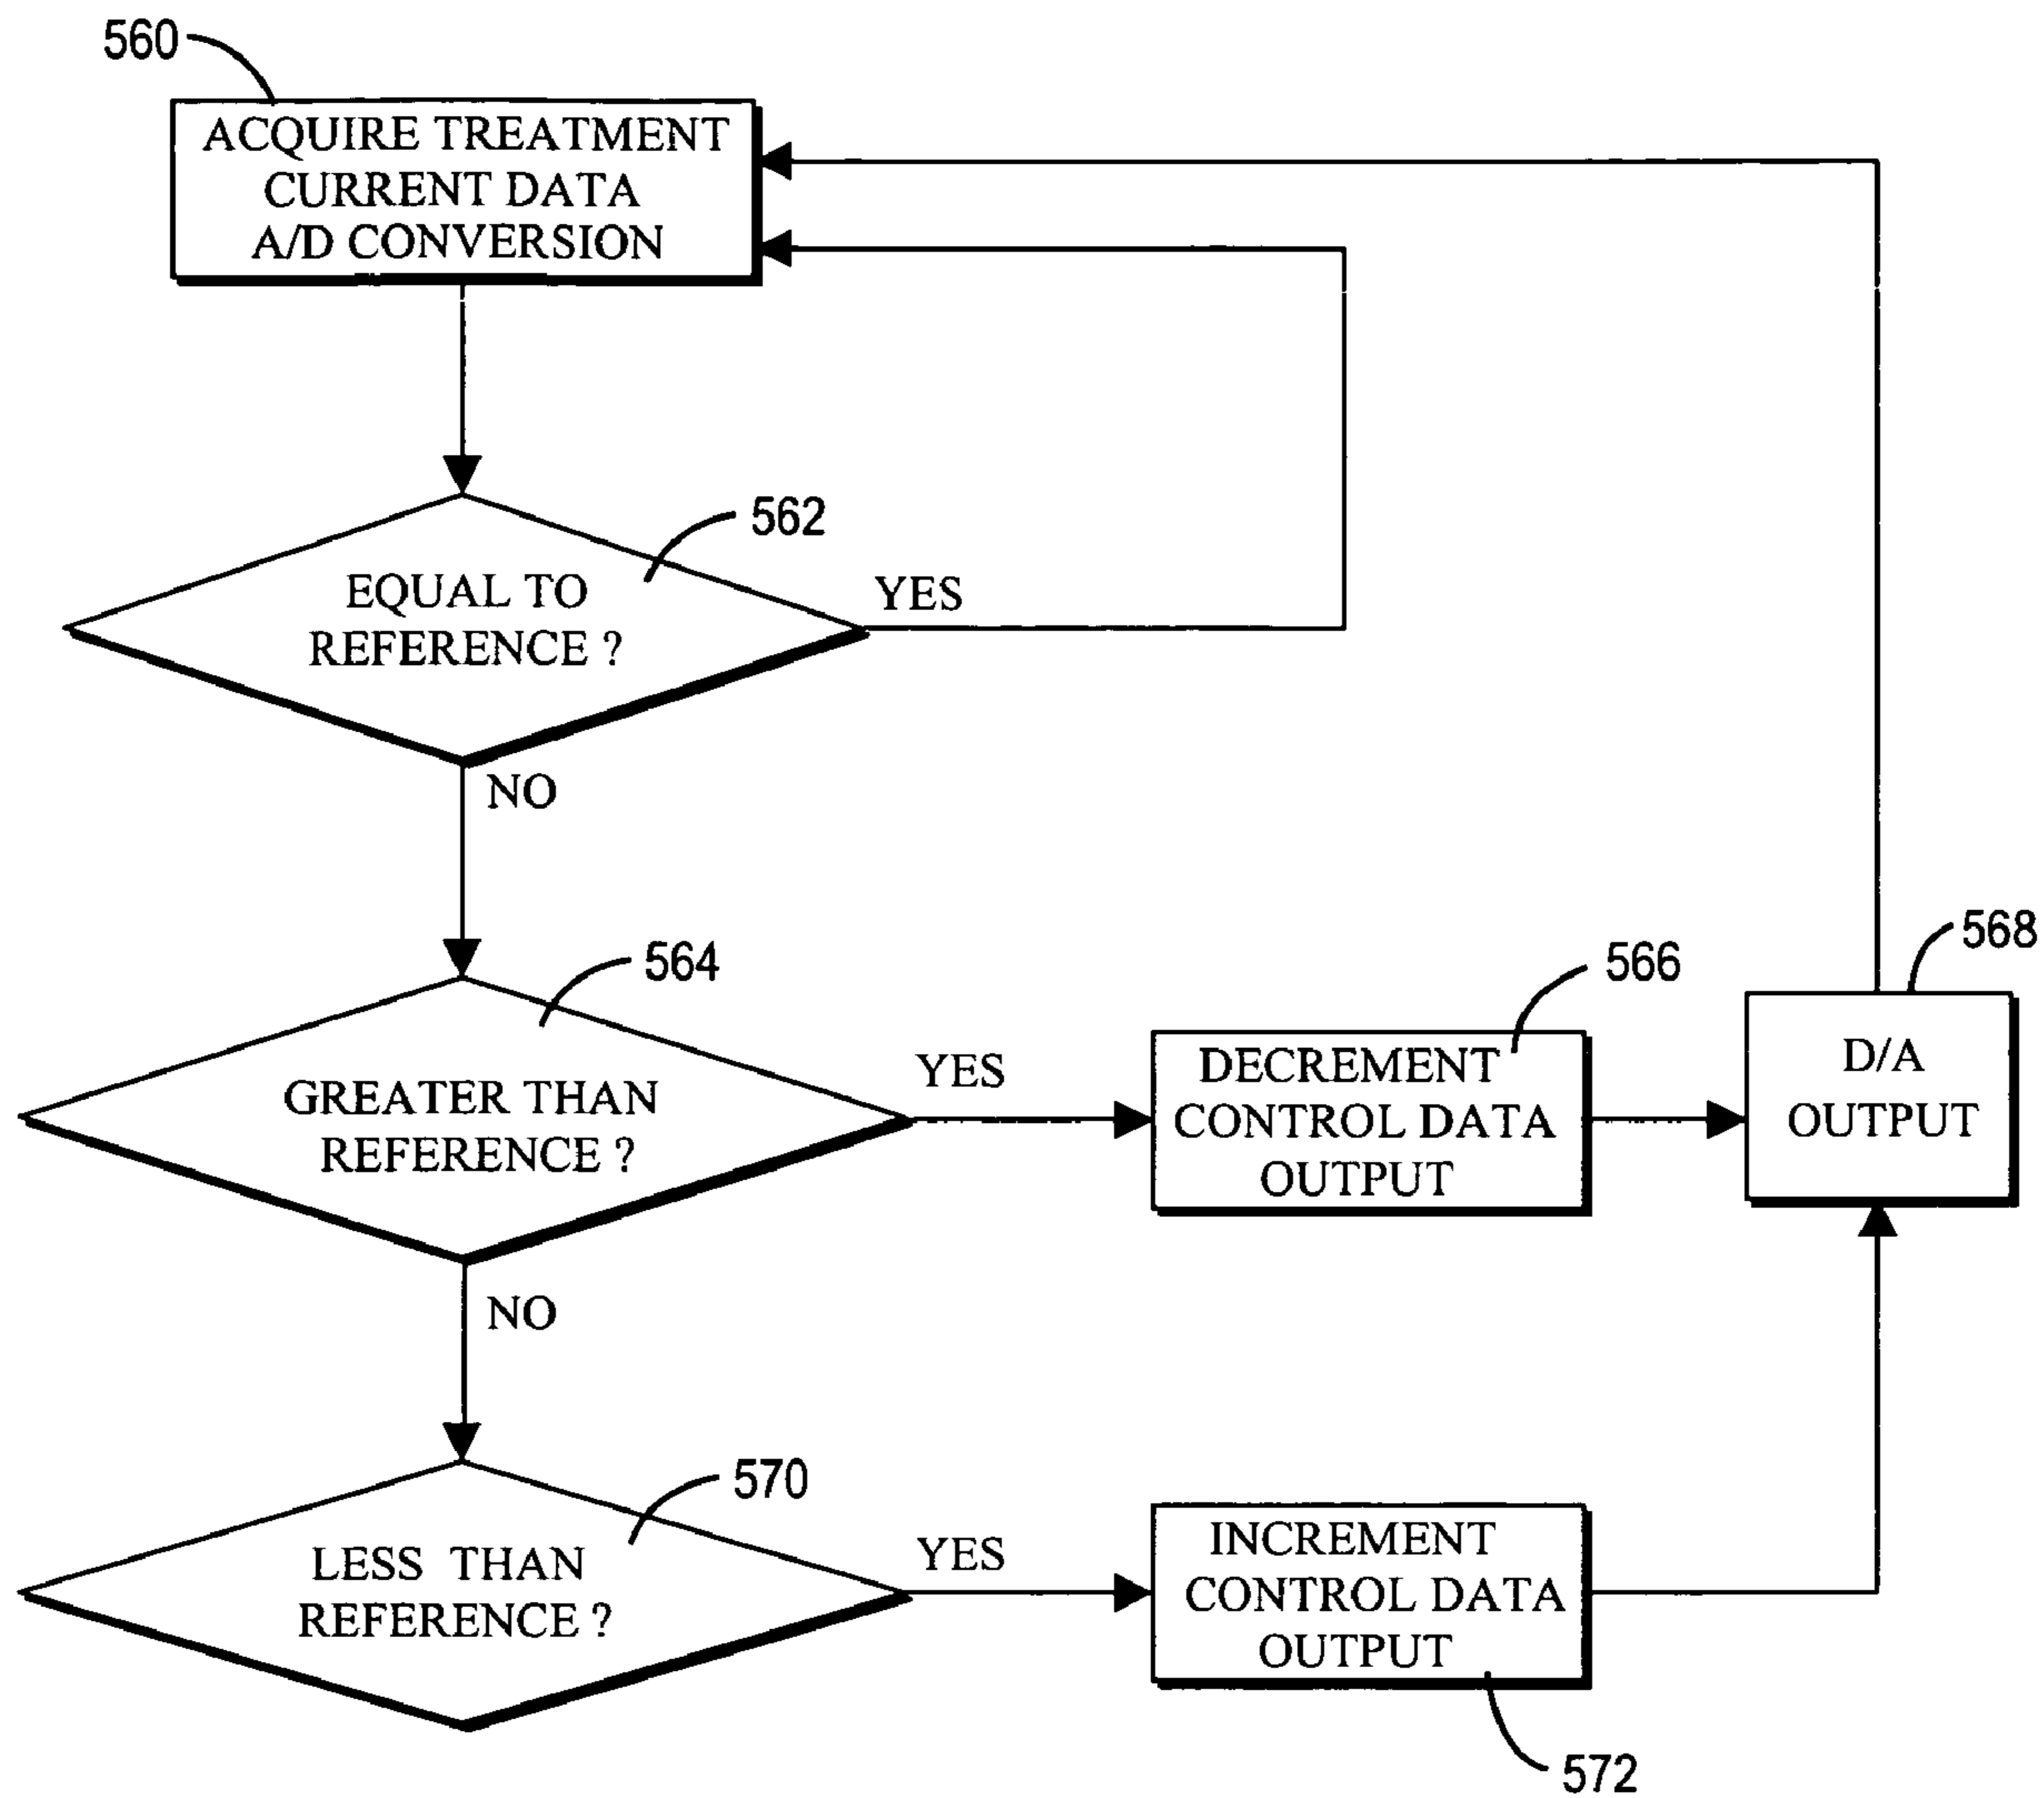 560
ACQUIRE TREATMENT
CURRENT DATA
A/D CONVERSION
562
EQUAL TO
REFERENCE ?
YES
NO
564
GREATER THAN
REFERENCE ?
YES
566
DECREMENT
CONTROL DATA
OUTPUT
568
D/A
OUTPUT
NO
570
LESS THAN
REFERENCE ?
YES
INCREMENT
CONTROL DATA
OUTPUT
572